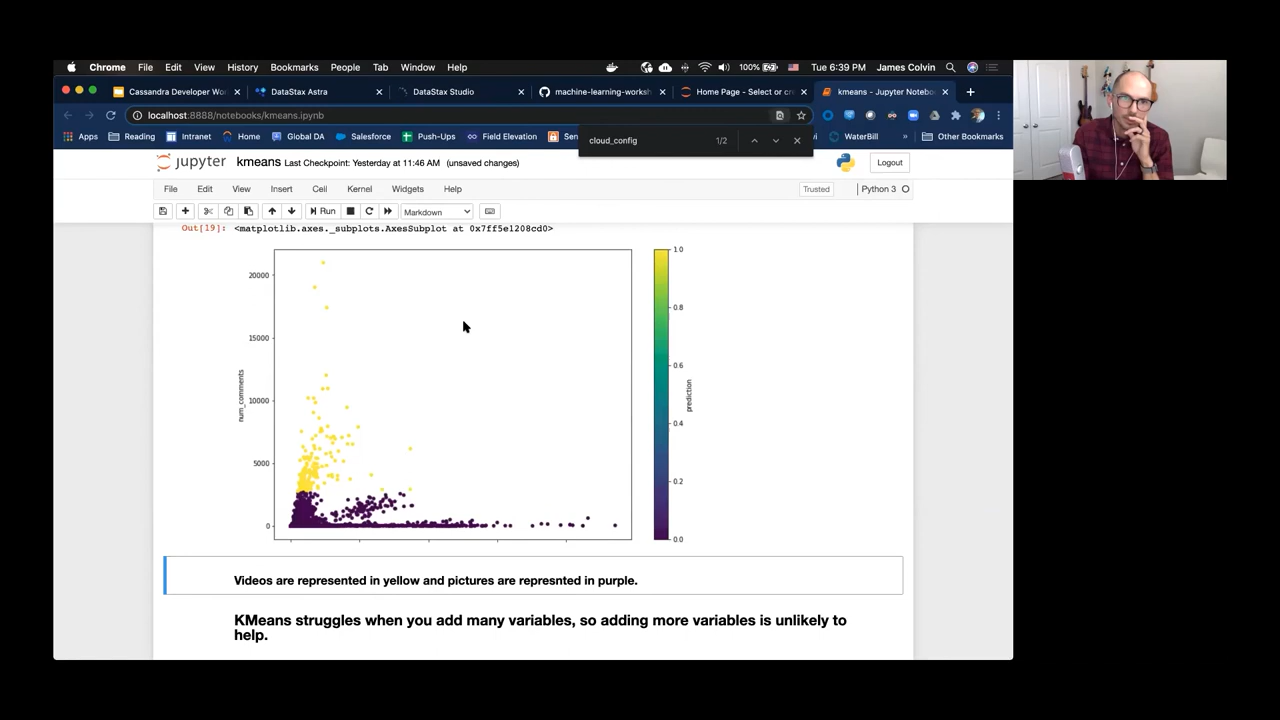 Chrome File Edit View History Bookmarks People Tab Window Help 100% Tue 6:39 PM James Colvin
Cassandra Developer Wo DataStax Astra DataStax Studio machine-learning-worksh Home Page - Select or cre kmeans - Jupyter Notebo
localhost:8888/notebooks/kmeans.ipynb
Apps Reading Intranet Home Global DA Salesforce Push-Ups Field Elevation Sen WaterBill » Other Bookmarks
cloud_config 1/2
jupyter kmeans Last Checkpoint: Yesterday at 11:46 AM (unsaved changes) Logout
File Edit View Insert Cell Kernel Widgets Help Trusted Python 3
Run Markdown
Out[19]: <matplotlib.axes._subplots.AxesSubplot at 0x7ff5e1208cd0>
20000
15000
10000
5000
0
num_comments
1.0
0.8
0.6
0.4
0.2
0.0
prediction
Videos are represented in yellow and pictures are represnted in purple.
KMeans struggles when you add many variables, so adding more variables is unlikely to
help.